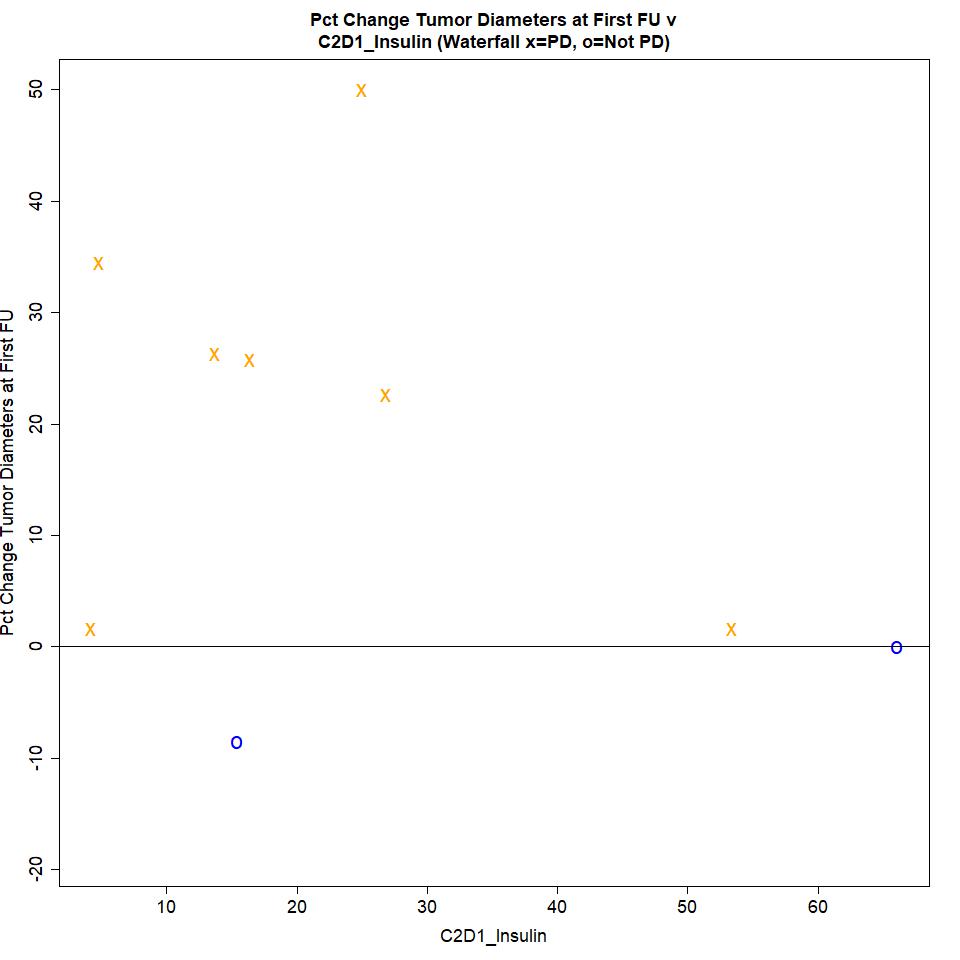 Pct Change Tumor Diameters at First FU v
C2D1_Insulin (Waterfall x=PD, o=Not PD)
Pct Change Tumor Diameters at First FU
50
40
30
20
10
0
-10
-20
X
X
X
X
X
X
X
O
O
10 20 30 40 50 60
C2D1_Insulin